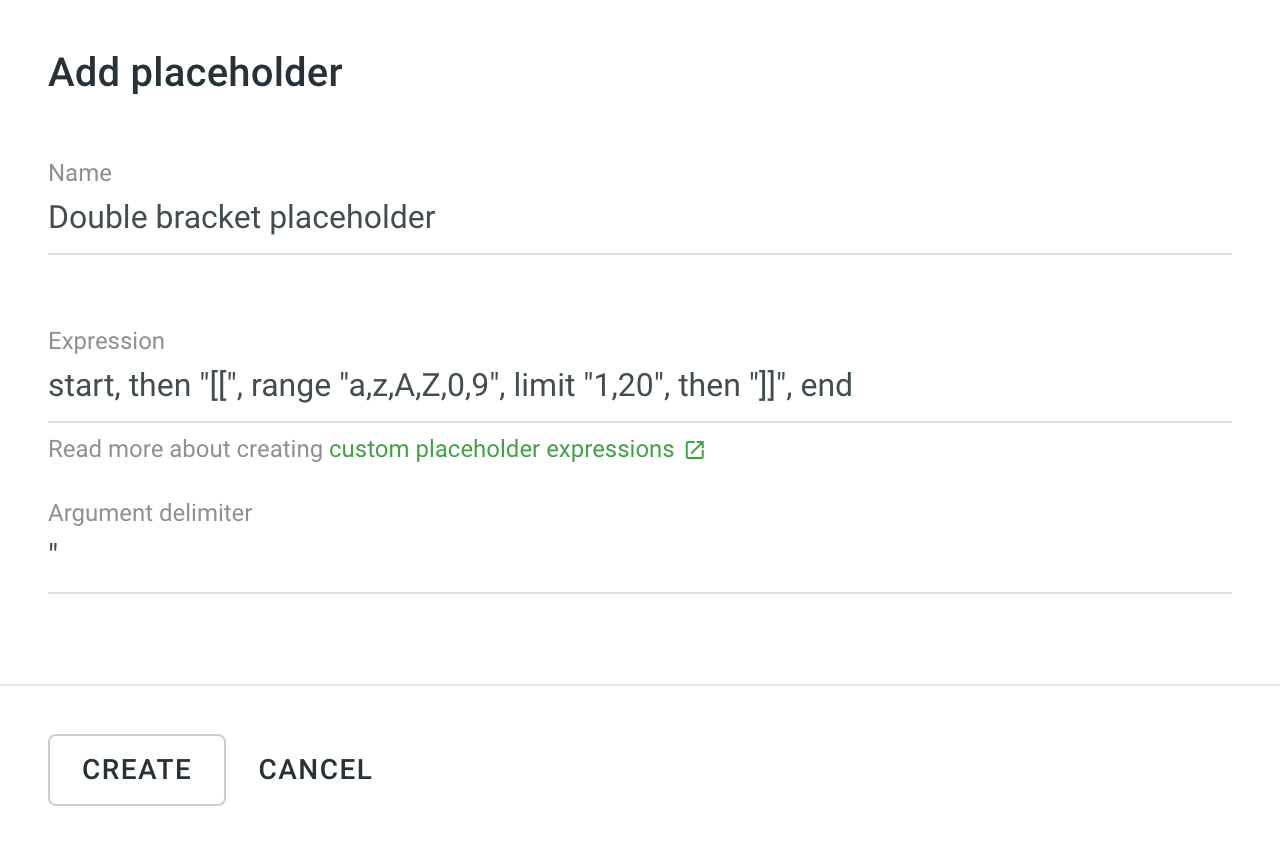 Add placeholder
Name
Double bracket placeholder
Expression
start, then "[[", range "a,z,A,Z,0,9", limit "1,20", then "]]", end
Read more about creating custom placeholder expressions
Argument delimiter
"
CREATE CANCEL